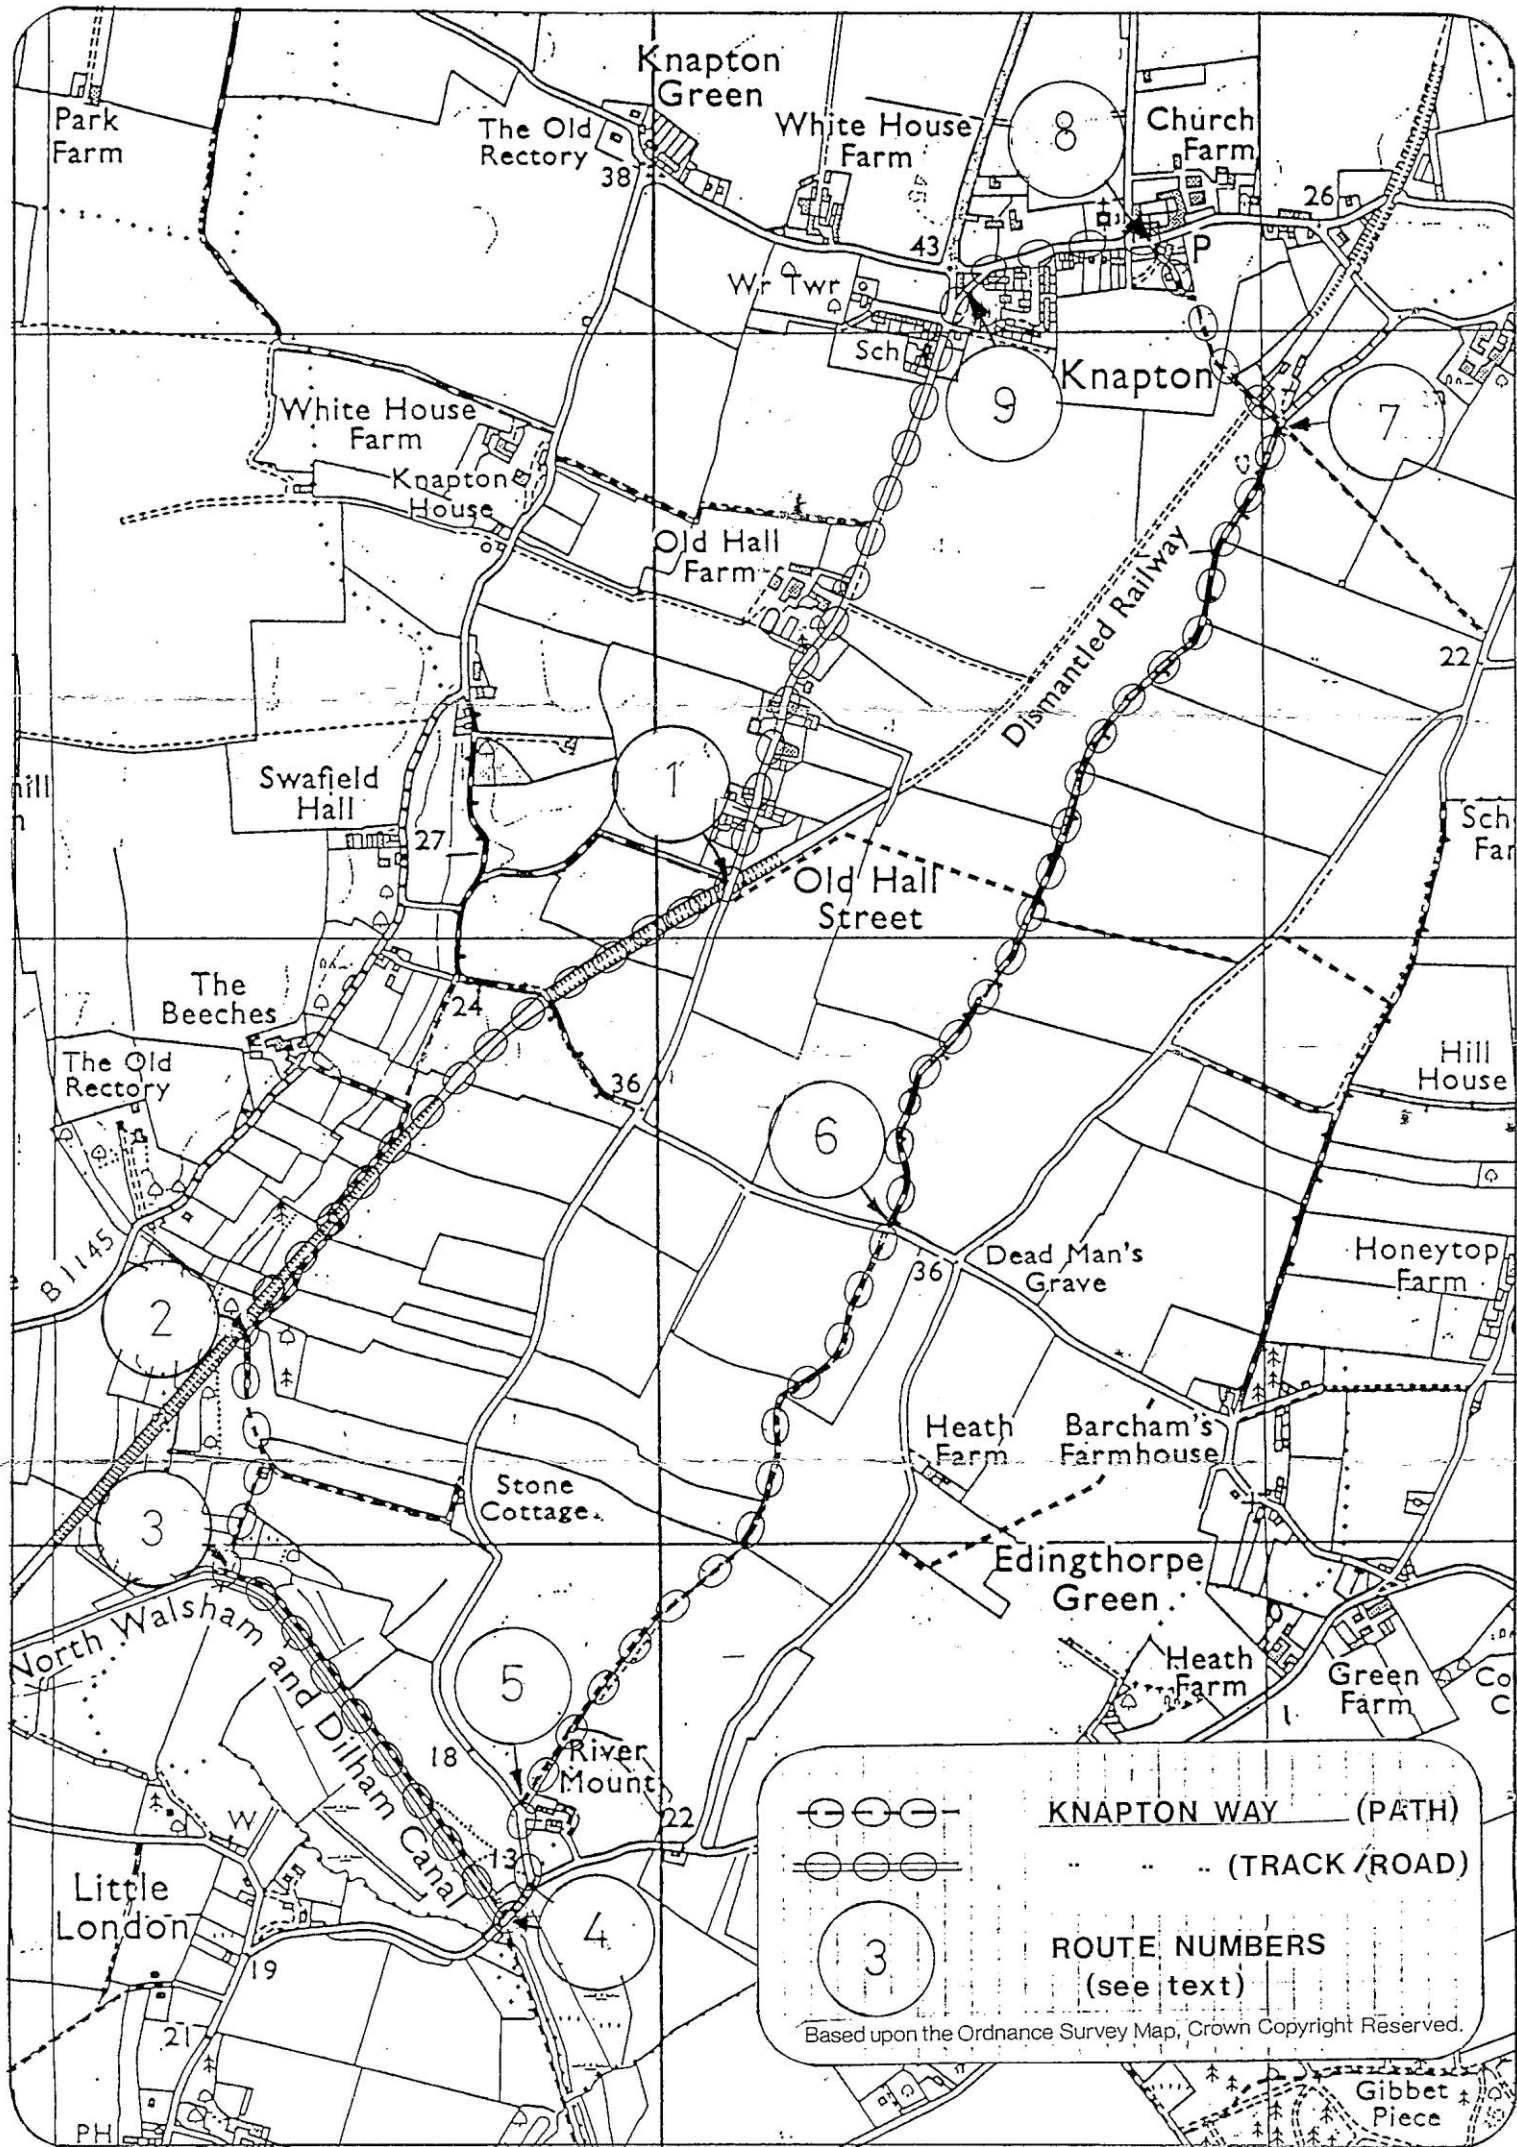 Knapton
Green
Park
Farm
The Old
Rectory
38
White House
Farm
8
Church
Farm
26
43
P
Wr Twr
Sch
Knapton
9
7
White House
Farm
Knapton
House
Old Hall
Farm
Dismantled Railway
22
1
Swafield
Hall
27
Old Hall
Street
The
Beeches
24
The Old
Rectory
36
Hill
House
6
B 1145
2
36
Dead Man's
Grave
Honeytop
Farm
Heath
Farm
Barcham's
Farmhouse
3
Stone
Cottage
Edingthorpe
Green
North Walsham and Dilham Canal
5
Heath
Farm
Green
Farm
18
River
Mount
22
W
13
Little
London
19
4
21
PH
KNAPTON WAY (PATH)
" " " (TRACK/ROAD)
3
ROUTE NUMBERS
(see text)
Based upon the Ordnance Survey Map, Crown Copyright Reserved.
Gibbet
Piece